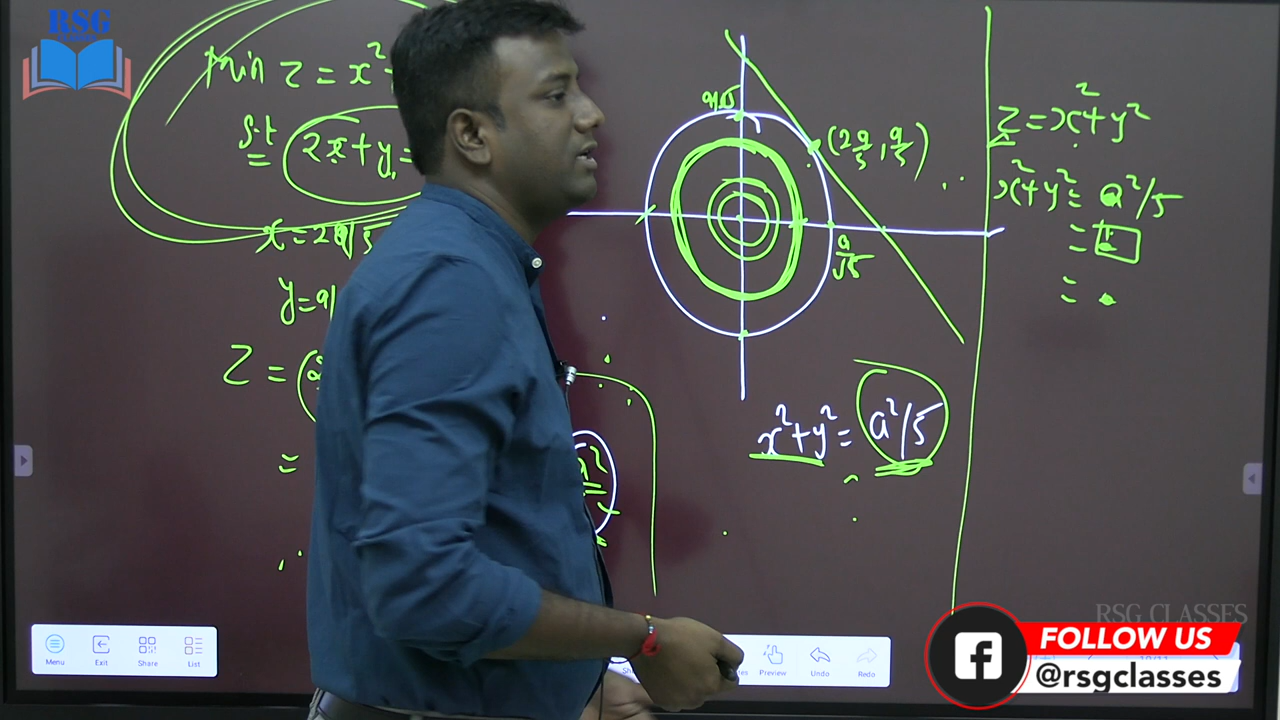 RSG
Min Z = x²
s.t
2x + y =
x = 2a/5
y = a/
Z = (
=
a/√5
(2a/5, a/5)
a/√5
x² + y² = a²/5
Z = x² + y²
x² + y² = a²/5
=
=
RSG CLASSES
Menu
Exit
Share
List
Preview
Undo
Redo
FOLLOW US
@rsgclasses